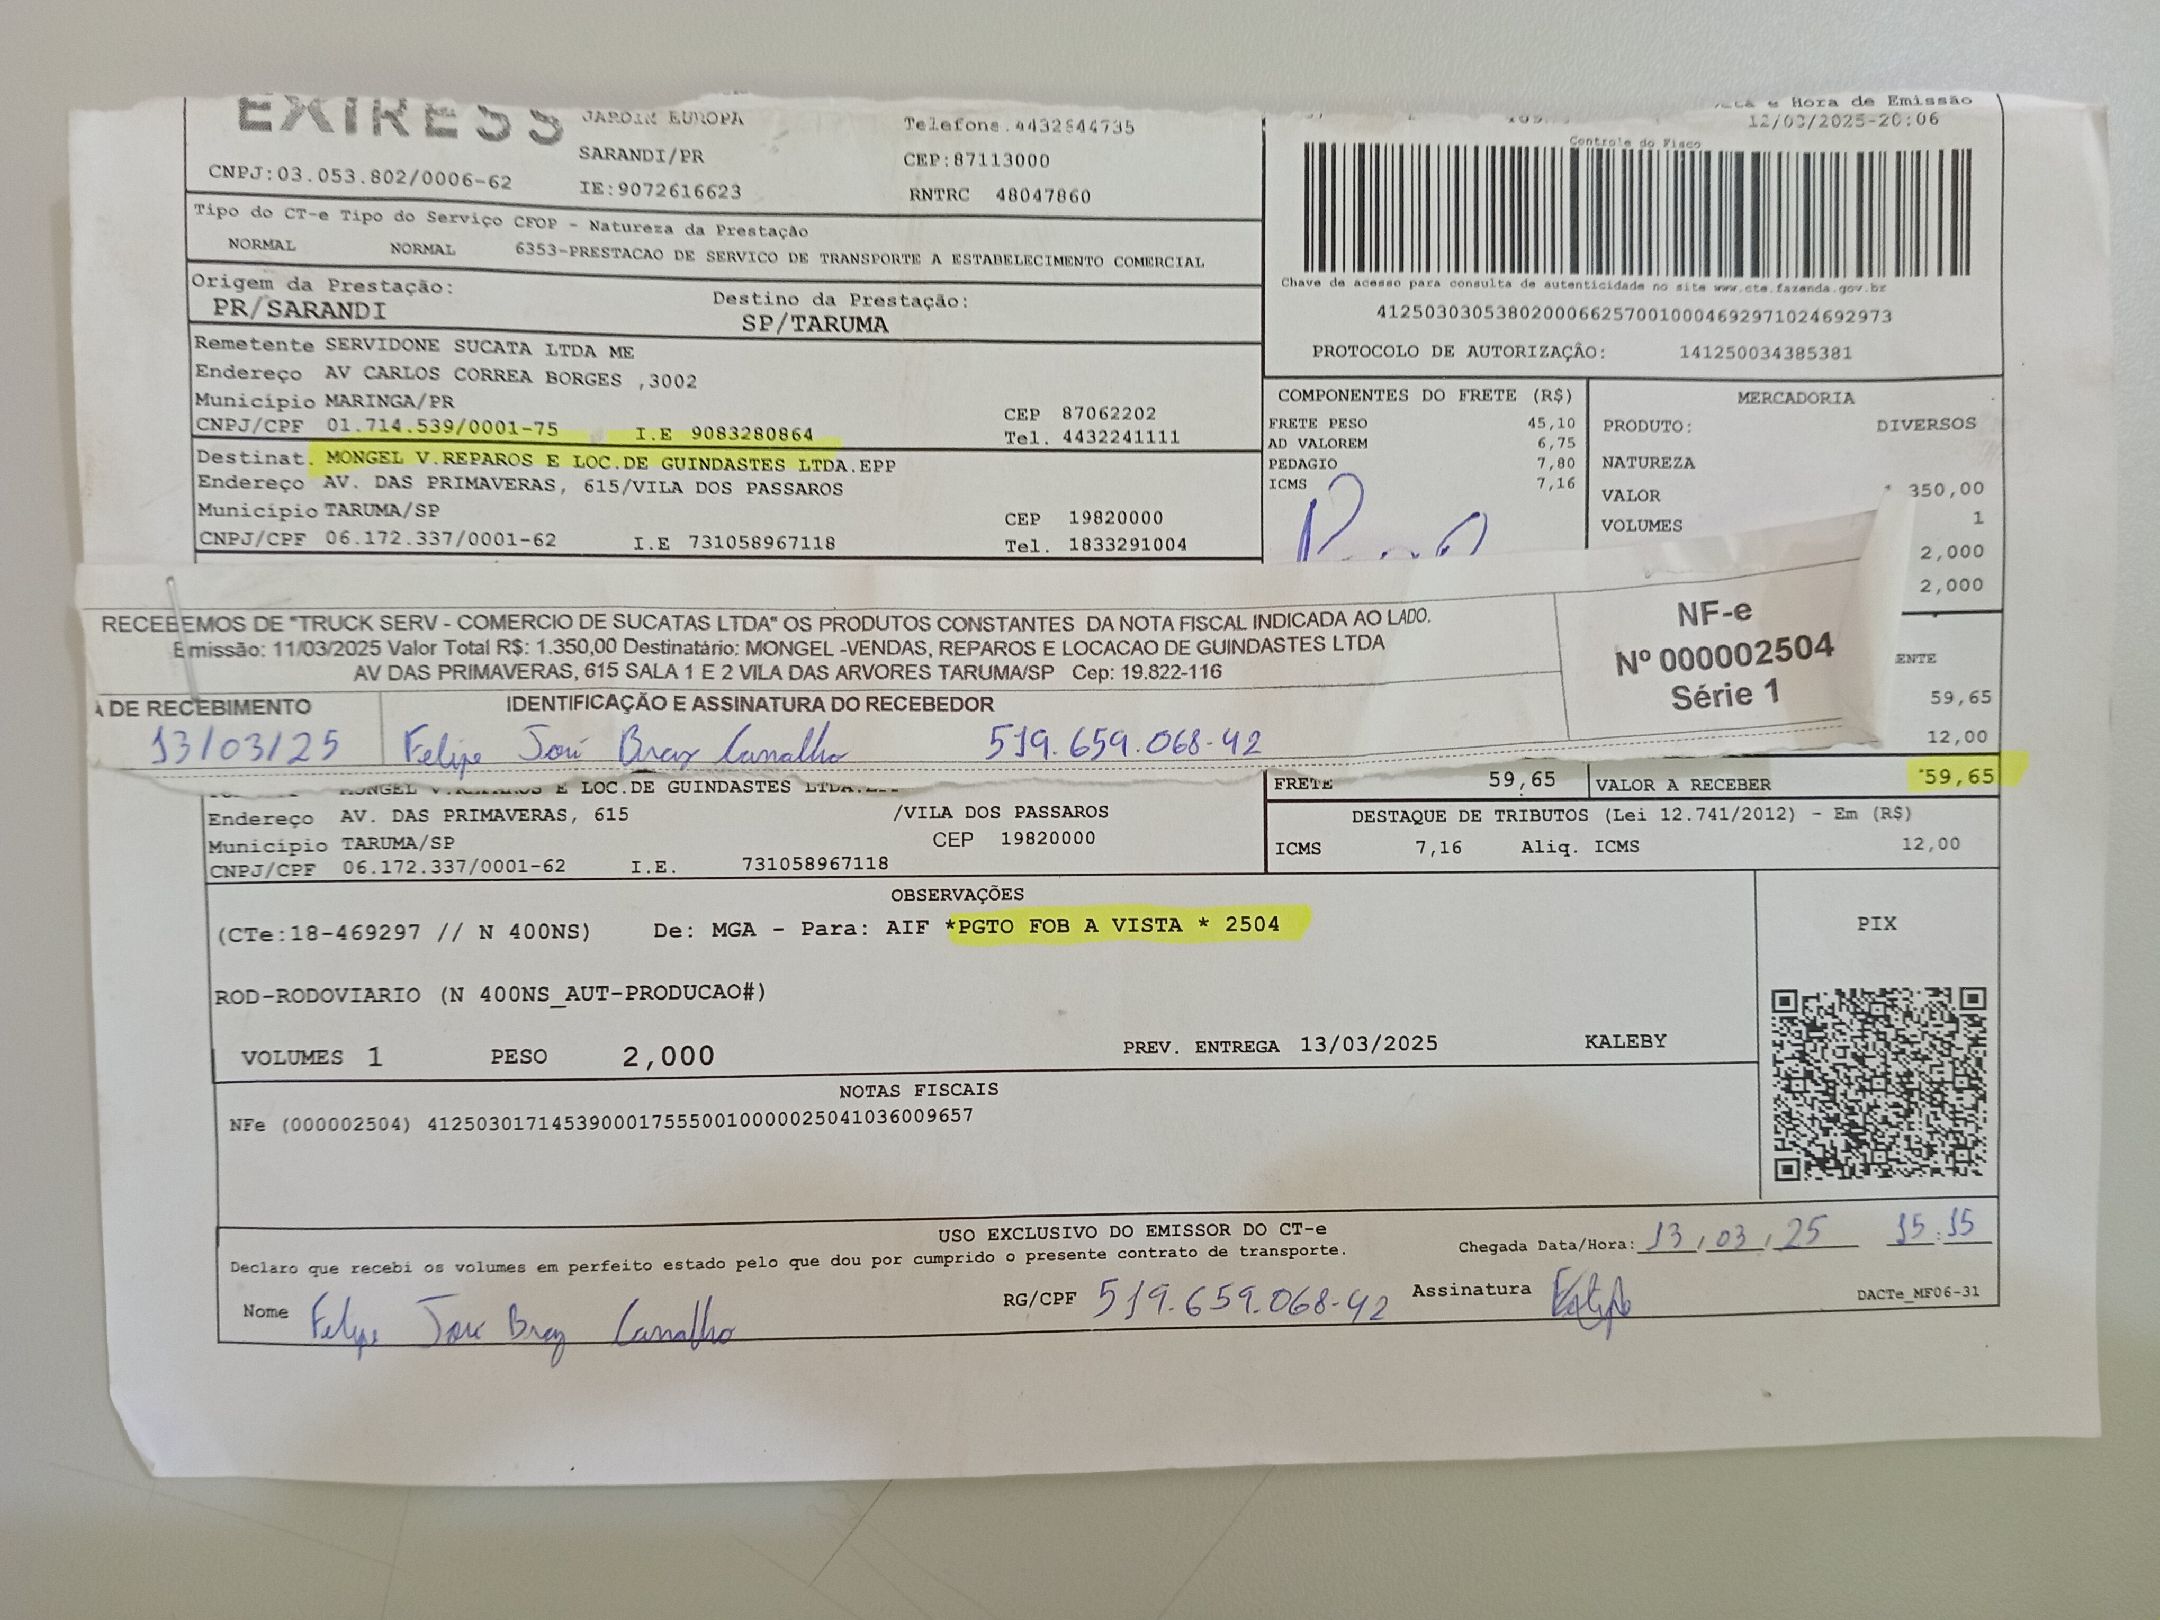 EXPRESS
JARDIM EUROPA
SARANDI/PR
CNPJ:03.053.802/0006-62
IE:9072616623
Telefone.4432644735
CEP:87113000
RNTRC 48047860
e Hora de Emissão
12/03/2025-20:06
Controle do Fisco
Tipo do CT-e Tipo do Serviço CFOP - Natureza da Prestação
NORMAL NORMAL 6353-PRESTACAO DE SERVICO DE TRANSPORTE A ESTABELECIMENTO COMERCIAL
Origem da Prestação: Destino da Prestação:
PR/SARANDI SP/TARUMA
Chave de acesso para consulta de autenticidade no site www.cte.fazenda.gov.br
41250303053802000662570010004692971024692973
PROTOCOLO DE AUTORIZAÇÂO: 141250034385381
Remetente SERVIDONE SUCATA LTDA ME
Endereço AV CARLOS CORREA BORGES ,3002
Município MARINGA/PR CEP 87062202
CNPJ/CPF 01.714.539/0001-75 I.E 9083280864 Tel. 4432241111
Destinat. MONGEL V.REPAROS E LOC.DE GUINDASTES LTDA.EPP
Endereço AV. DAS PRIMAVERAS, 615/VILA DOS PASSAROS
Município TARUMA/SP CEP 19820000
CNPJ/CPF 06.172.337/0001-62 I.E 731058967118 Tel. 1833291004
COMPONENTES DO FRETE (R$)
FRETE PESO 45,10
AD VALOREM 6,75
PEDAGIO 7,80
ICMS 7,16
MERCADORIA
PRODUTO: DIVERSOS
NATUREZA
VALOR 350,00
VOLUMES 1
2,000
2,000
ENTE
59,65
12,00
RECEBEMOS DE "TRUCK SERV - COMERCIO DE SUCATAS LTDA" OS PRODUTOS CONSTANTES DA NOTA FISCAL INDICADA AO LADO.
Emissão: 11/03/2025 Valor Total R$: 1.350,00 Destinatário: MONGEL -VENDAS, REPAROS E LOCACAO DE GUINDASTES LTDA
AV DAS PRIMAVERAS, 615 SALA 1 E 2 VILA DAS ARVORES TARUMA/SP Cep: 19.822-116
NF-e
Nº 000002504
Série 1
A DE RECEBIMENTO IDENTIFICAÇÃO E ASSINATURA DO RECEBEDOR
13/03/25 Felipe José Braz Carvalho 519.659.068-42
MONGEL V.REPAROS E LOC.DE GUINDASTES LTDA.EPP
Endereço AV. DAS PRIMAVERAS, 615 /VILA DOS PASSAROS
Municipio TARUMA/SP CEP 19820000
CNPJ/CPF 06.172.337/0001-62 I.E. 731058967118
FRETE 59,65 VALOR A RECEBER 59,65
DESTAQUE DE TRIBUTOS (Lei 12.741/2012) - Em (R$)
ICMS 7,16 Aliq. ICMS 12,00
OBSERVAÇÕES
(CTe:18-469297 // N 400NS) De: MGA - Para: AIF *PGTO FOB A VISTA * 2504
ROD-RODOVIARIO (N 400NS_AUT-PRODUCAO#)
VOLUMES 1 PESO 2,000 PREV. ENTREGA 13/03/2025 KALEBY
PIX
NOTAS FISCAIS
NFe (000002504) 41250301714539000175550010000025041036009657
USO EXCLUSIVO DO EMISSOR DO CT-e
Declaro que recebi os volumes em perfeito estado pelo que dou por cumprido o presente contrato de transporte.
Chegada Data/Hora: 13/03/25 15:15
Nome Felipe José Braz Carvalho RG/CPF 519.659.068-42 Assinatura Felipe
DACTe_MF06-31